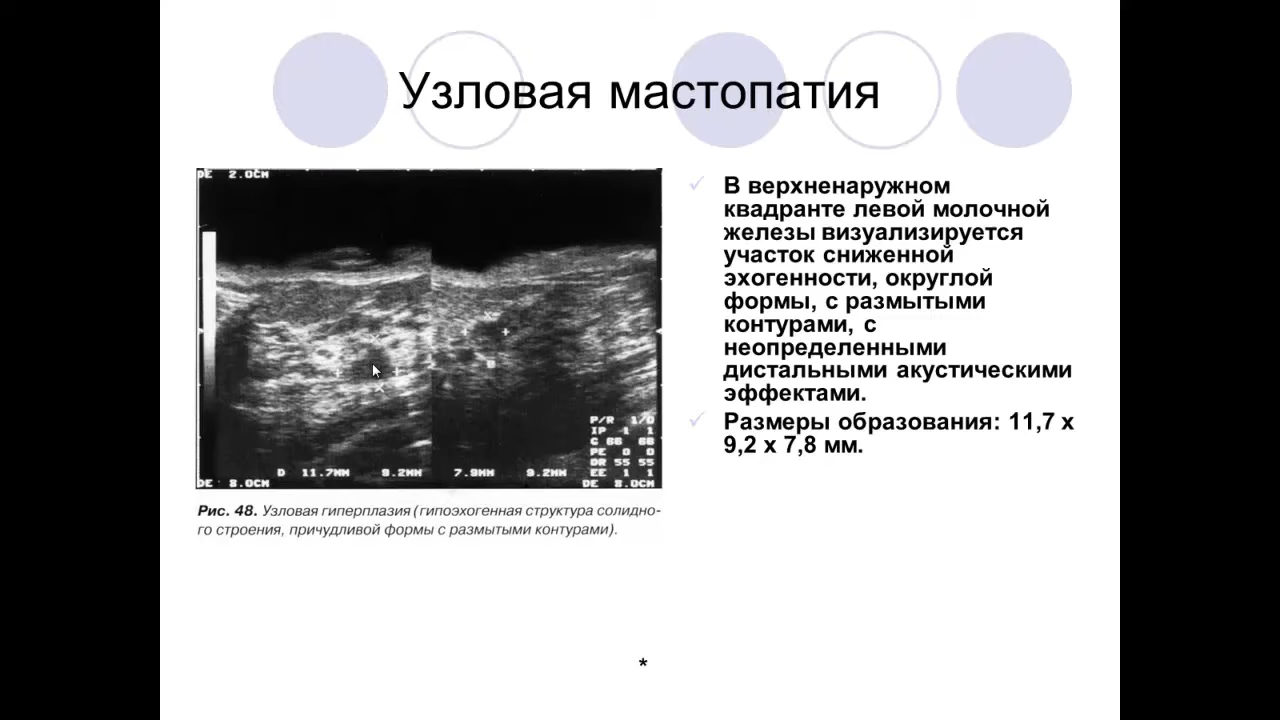 Узловая мастопатия
DE 2.0CM
P/R 1/0
IP 1 1
C 66 66
PE 0 0
DR 55 55
EE 1 1
D 11.7MM 9.2MM 7.9MM 9.2MM
DE 8.0CM DE 8.0CM
Рис. 48. Узловая гиперплазия (гипоэхогенная структура солидно-
го строения, причудливой формы с размытыми контурами).
В верхненаружном
квадранте левой молочной
железы визуализируется
участок сниженной
эхогенности, округлой
формы, с размытыми
контурами, с
неопределенными
дистальными акустическими
эффектами.
Размеры образования: 11,7 х
9,2 х 7,8 мм.
*